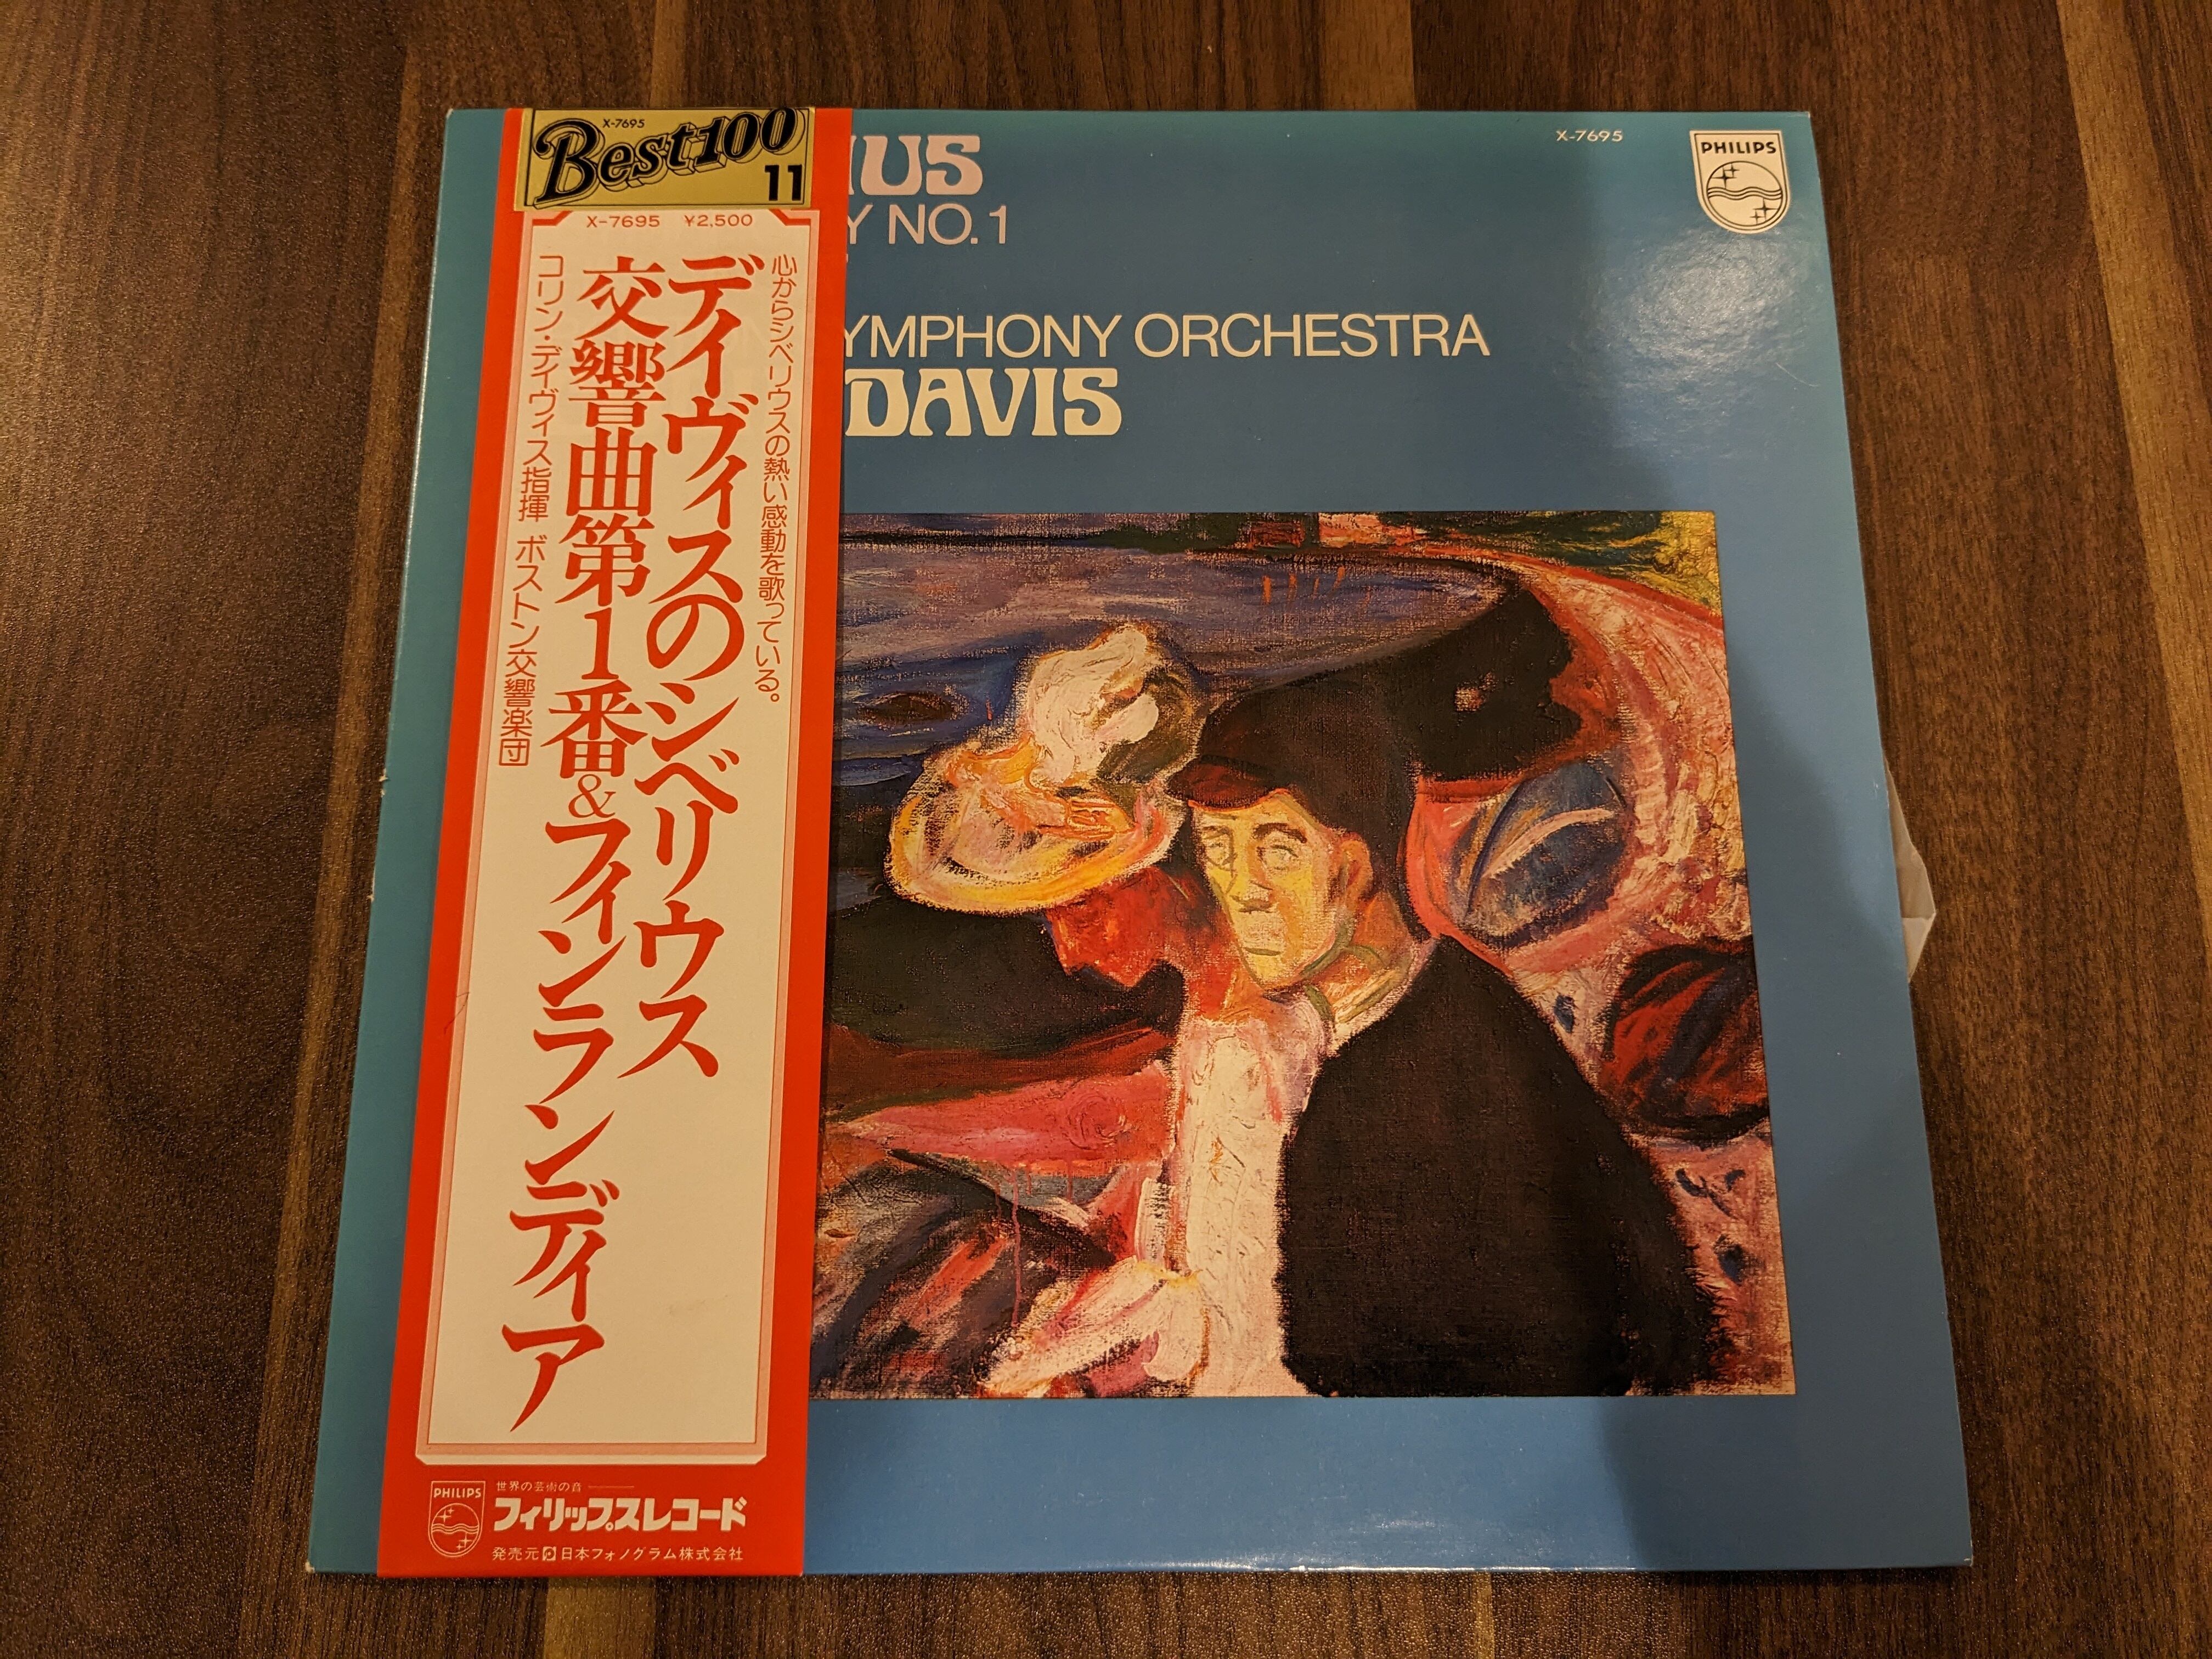 X-7695
Best100
11
X-7695 ¥2,500
心からシベリウスの熱い感動を歌っている。
デイヴィスのシベリウス
交響曲第1番&フィンランディア
コリン・デイヴィス指揮 ボストン交響楽団
PHILIPS
世界の芸術の音
フィリップスレコード
発売元 日本フォノグラム株式会社
IUS
Y NO.1
YMPHONY ORCHESTRA
DAVIS
X-7695
PHILIPS